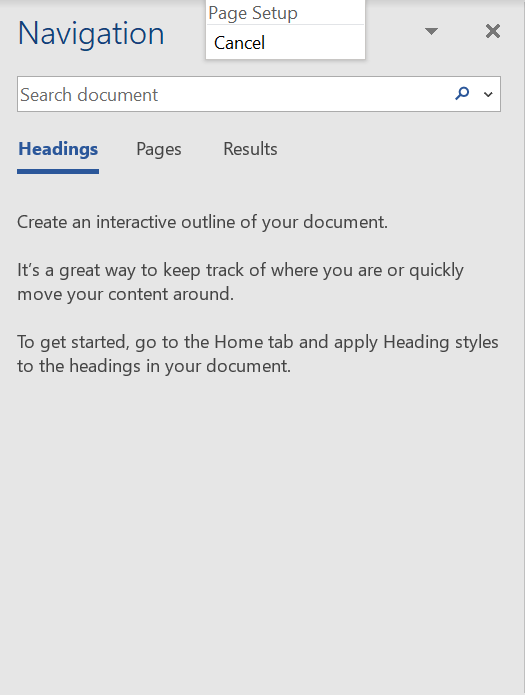 Page Setup
Navigation
Cancel
Search document
Headings Pages Results
Create an interactive outline of your document.
It's a great way to keep track of where you are or quickly
move your content around.
To get started, go to the Home tab and apply Heading styles
to the headings in your document.